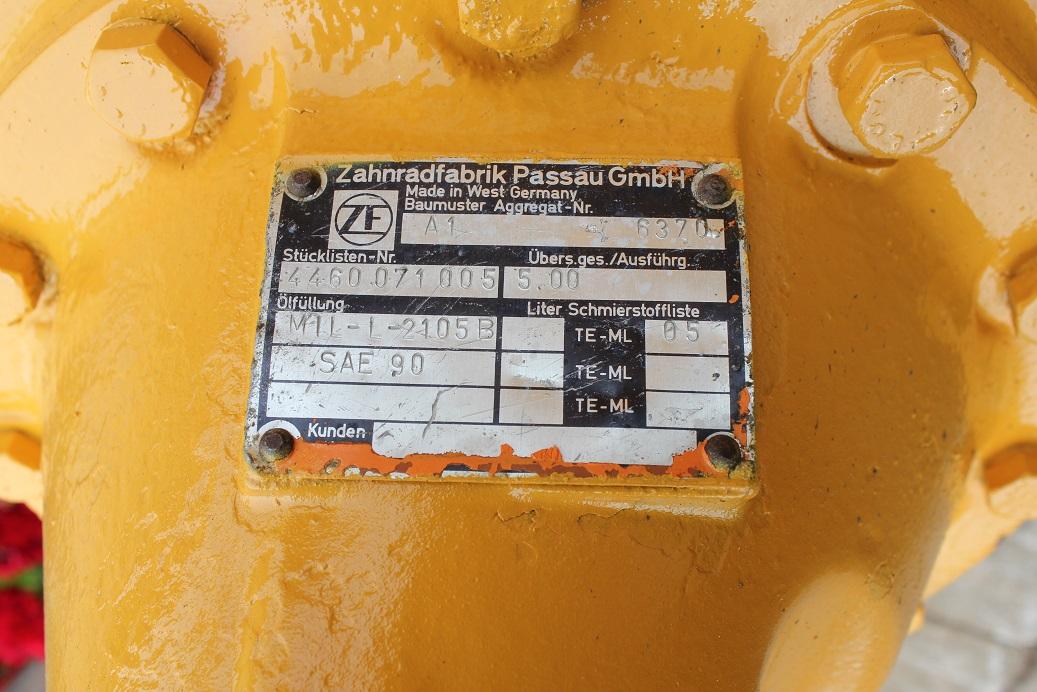 Zahnradfabrik Passau GmbH
ZF
Made in West Germany
Baumuster Aggregat-Nr.
A1 6370
Stücklisten-Nr. Übers.ges./Ausführg.
4460.071.005 5.00
Ölfüllung Liter Schmierstoffliste
MIL-L-2105B TE-ML 05
SAE 90 TE-ML
TE-ML
Kunden